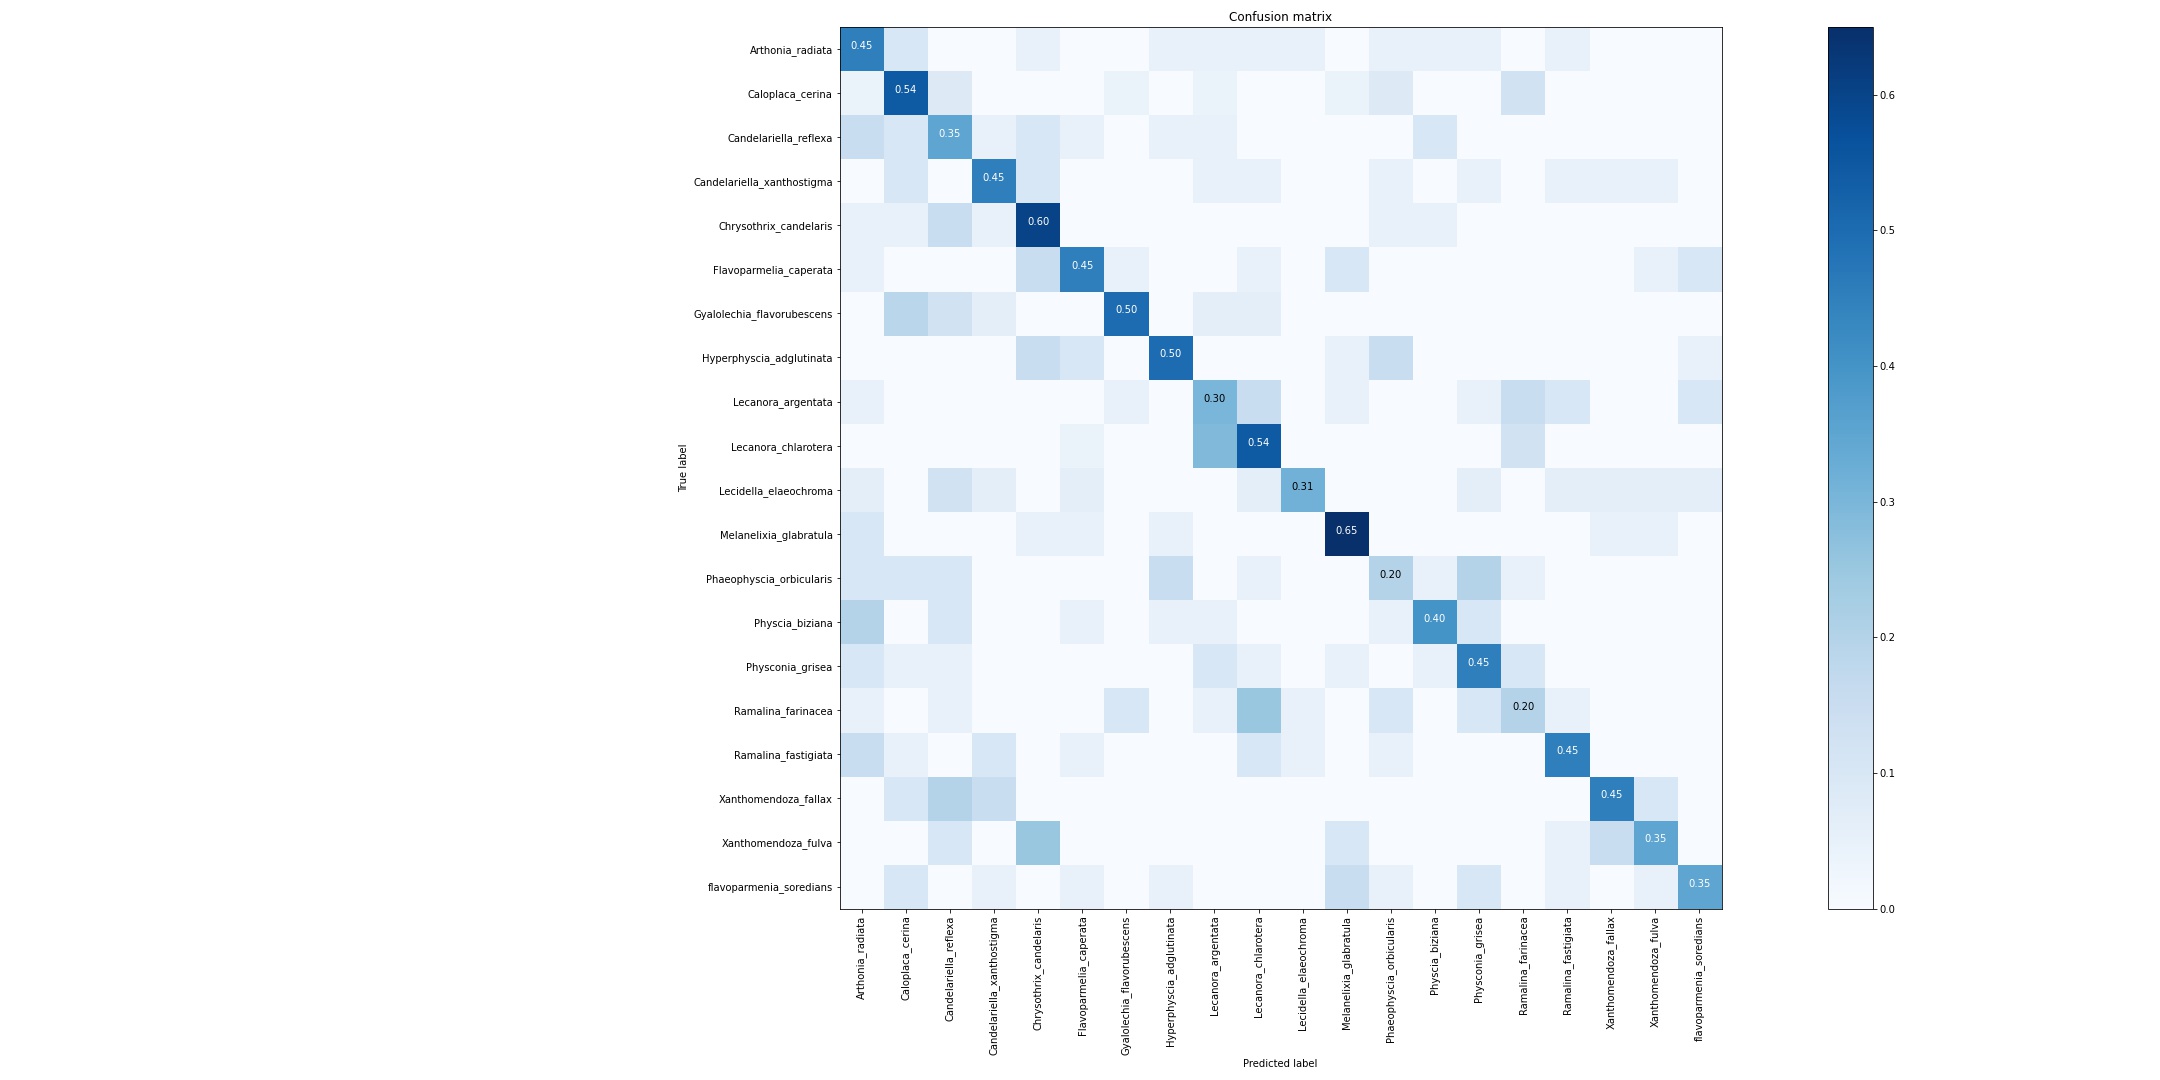 Confusion matrix
Arthonia_radiata
Caloplaca_cerina
Candelariella_reflexa
Candelariella_xanthostigma
Chrysothrix_candelaris
Flavoparmelia_caperata
Gyalolechia_flavorubescens
Hyperphyscia_adglutinata
Lecanora_argentata
Lecanora_chlarotera
Lecidella_elaeochroma
Melanelixia_glabratula
Phaeophyscia_orbicularis
Physcia_biziana
Physconia_grisea
Ramalina_farinacea
Ramalina_fastigiata
Xanthomendoza_fallax
Xanthomendoza_fulva
flavoparmenia_soredians
True label
0.45
0.54
0.35
0.45
0.60
0.45
0.50
0.50
0.30
0.54
0.31
0.65
0.20
0.40
0.45
0.20
0.45
0.45
0.35
0.35
Arthonia_radiata
Caloplaca_cerina
Candelariella_reflexa
Candelariella_xanthostigma
Chrysothrix_candelaris
Flavoparmelia_caperata
Gyalolechia_flavorubescens
Hyperphyscia_adglutinata
Lecanora_argentata
Lecanora_chlarotera
Lecidella_elaeochroma
Melanelixia_glabratula
Phaeophyscia_orbicularis
Physcia_biziana
Physconia_grisea
Ramalina_farinacea
Ramalina_fastigiata
Xanthomendoza_fallax
Xanthomendoza_fulva
flavoparmenia_soredians
Predicted label
0.6
0.5
0.4
0.3
0.2
0.1
0.0